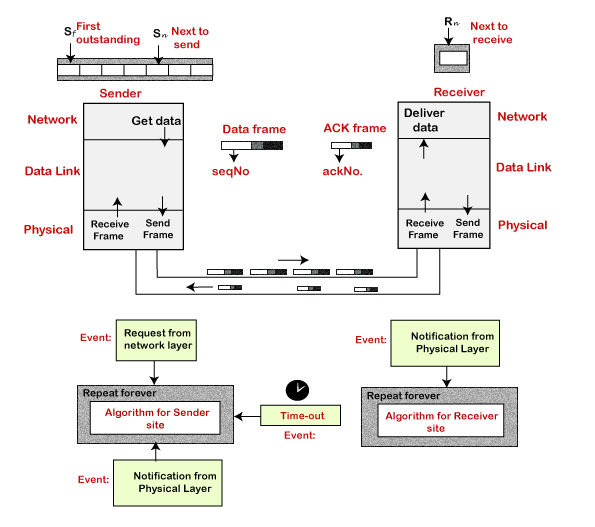 Sf First
outstanding
Sn Next to
send
Rn Next to
receive
Sender
Receiver
Network
Get data
Data frame
seqNo
ACK frame
ackNo.
Deliver
data
Network
Data Link
Data Link
Physical
Receive
Frame
Send
Frame
Receive
Frame
Send
Frame
Physical
Event:
Request from
network layer
Event:
Notification from
Physical Layer
Repeat forever
Algorithm for Sender
site
Time-out
Event:
Repeat forever
Algorithm for Receiver
site
Event:
Notification from
Physical Layer